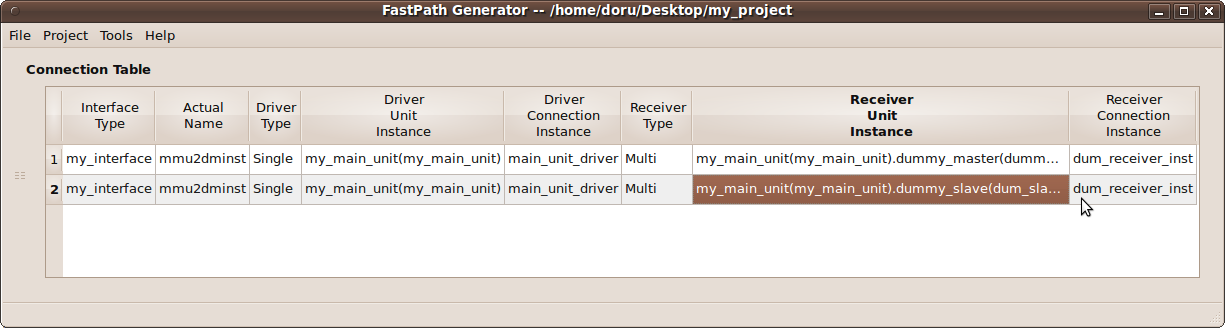 FastPath Generator -- /home/doru/Desktop/my_project
File Project Tools Help
Connection Table
Interface Type Actual Name Driver Type Driver Unit Instance Driver Connection Instance Receiver Type Receiver Unit Instance Receiver Connection Instance
1 my_interface mmu2dminst Single my_main_unit(my_main_unit) main_unit_driver Multi my_main_unit(my_main_unit).dummy_master(dumm... dum_receiver_inst
2 my_interface mmu2dminst Single my_main_unit(my_main_unit) main_unit_driver Multi my_main_unit(my_main_unit).dummy_slave(dum_sla... dum_receiver_inst